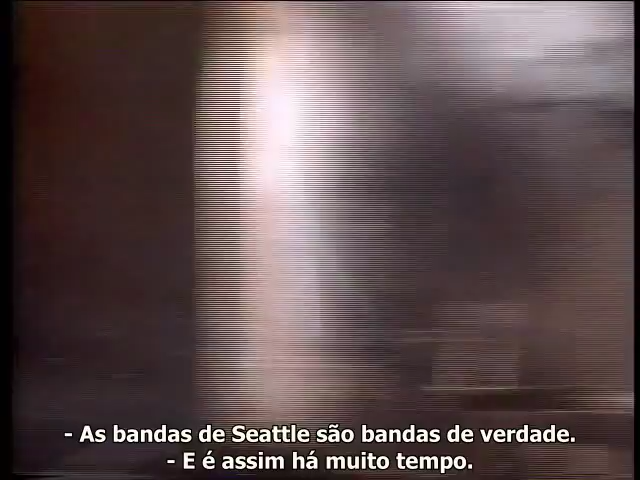 - As bandas de Seattle são bandas de verdade.
- E é assim há muito tempo.